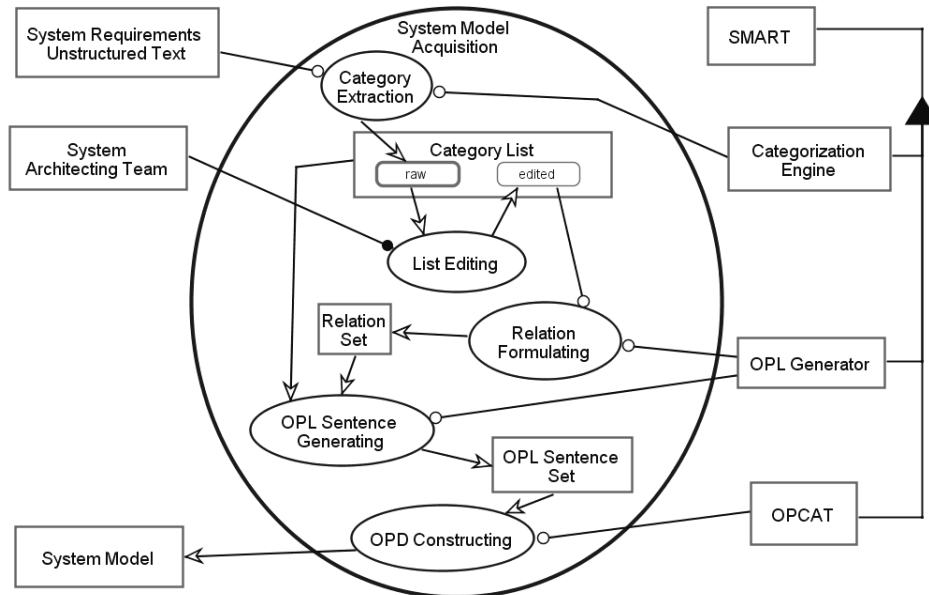 System Requirements
Unstructured Text
System Model
Acquisition
SMART
Category
Extraction
System
Architecting Team
Category List
raw
edited
Categorization
Engine
List Editing
Relation
Set
Relation
Formulating
OPL Generator
OPL Sentence
Generating
OPL Sentence
Set
OPCAT
OPD Constructing
System Model